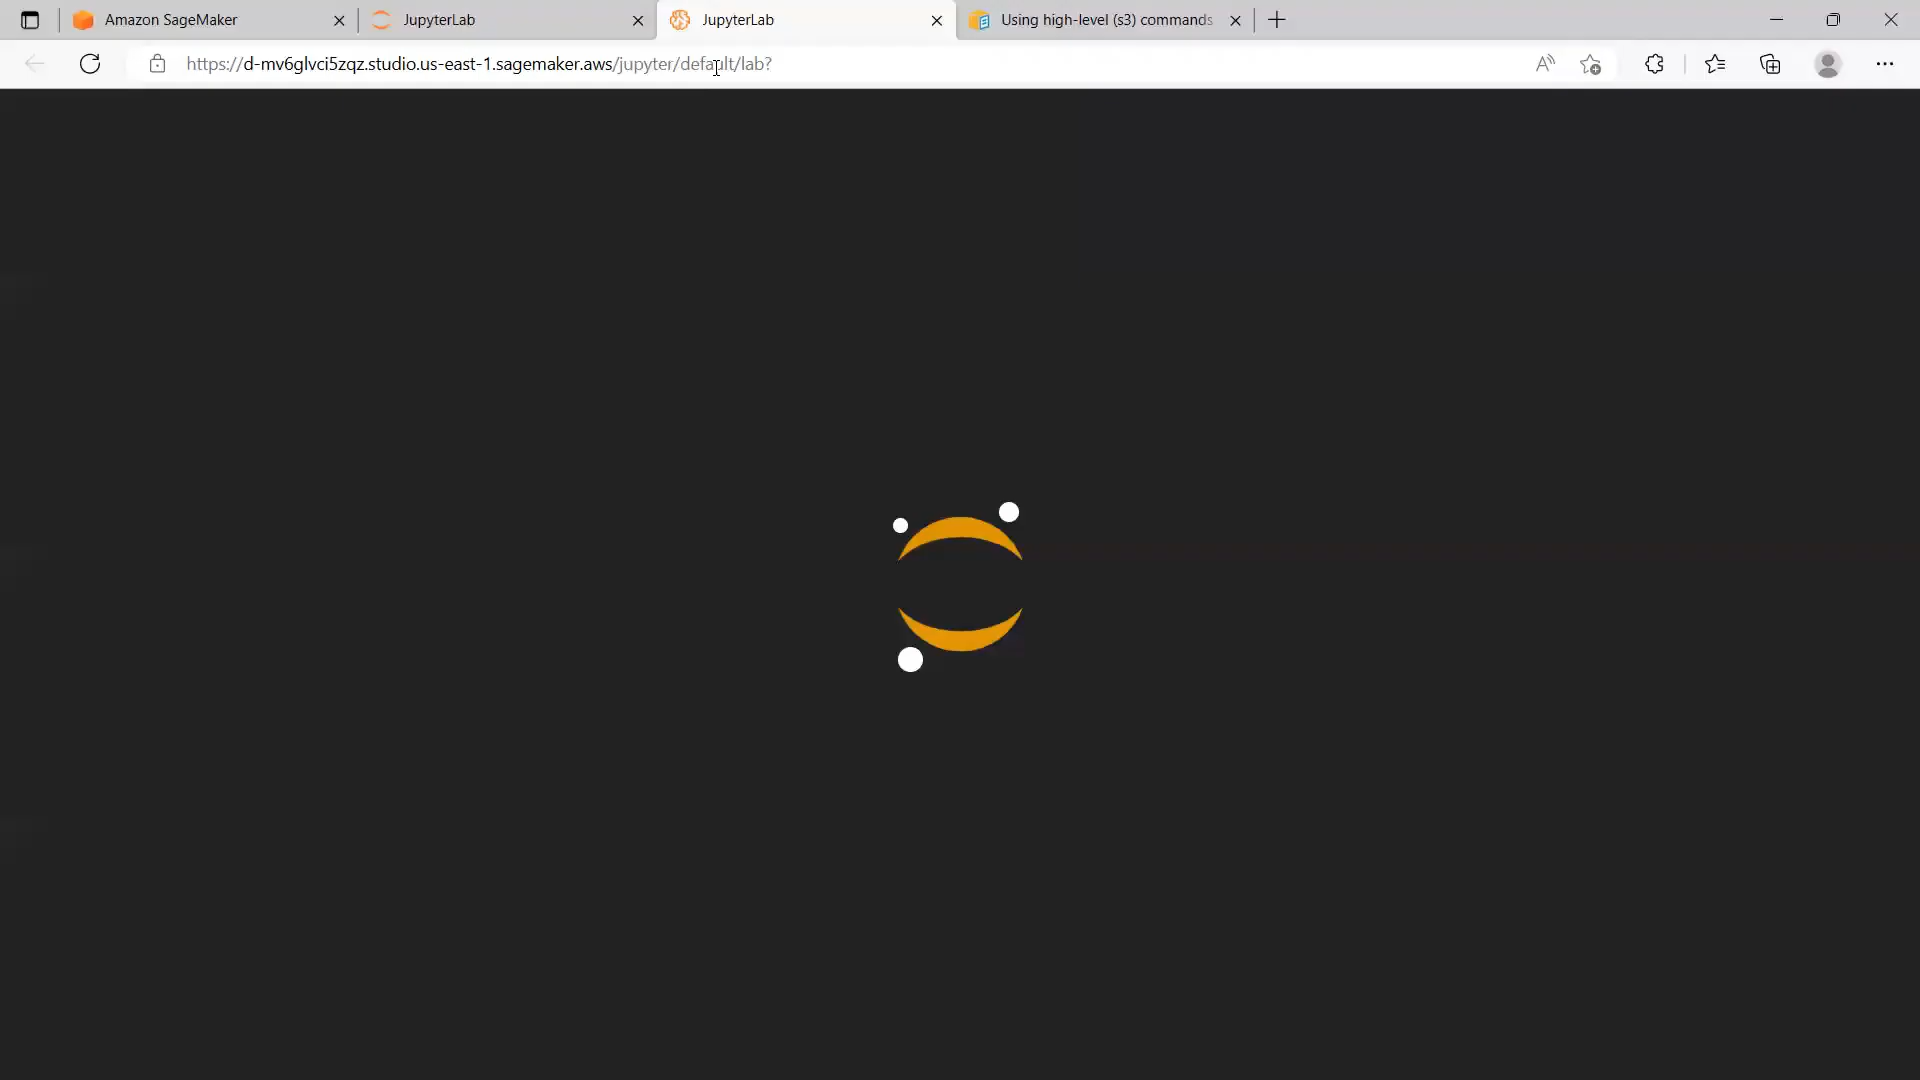 Amazon SageMaker
JupyterLab
JupyterLab
Using high-level (s3) commands
https://d-mv6glvci5zqz.studio.us-east-1.sagemaker.aws/jupyter/default/lab?